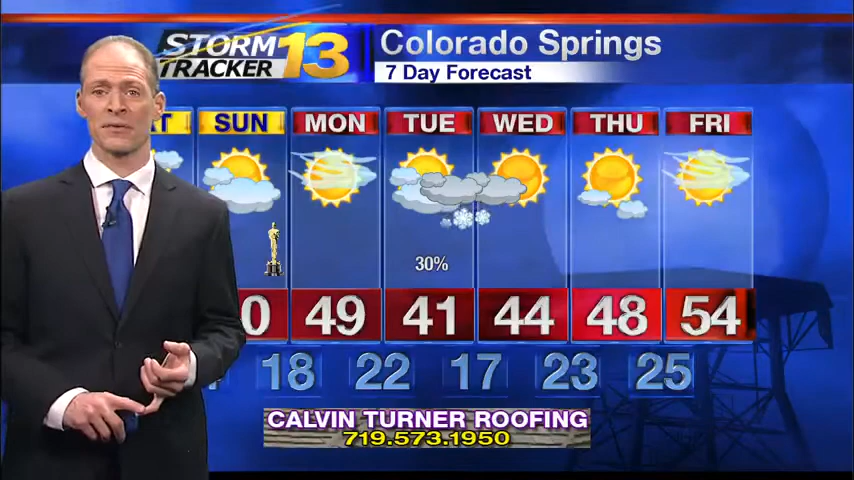 STORM
TRACKER 13
Colorado Springs
7 Day Forecast
SUN MON TUE WED THU FRI
30%
49 41 44 48 54
18 22 17 23 25
CALVIN TURNER ROOFING
719.573.1950